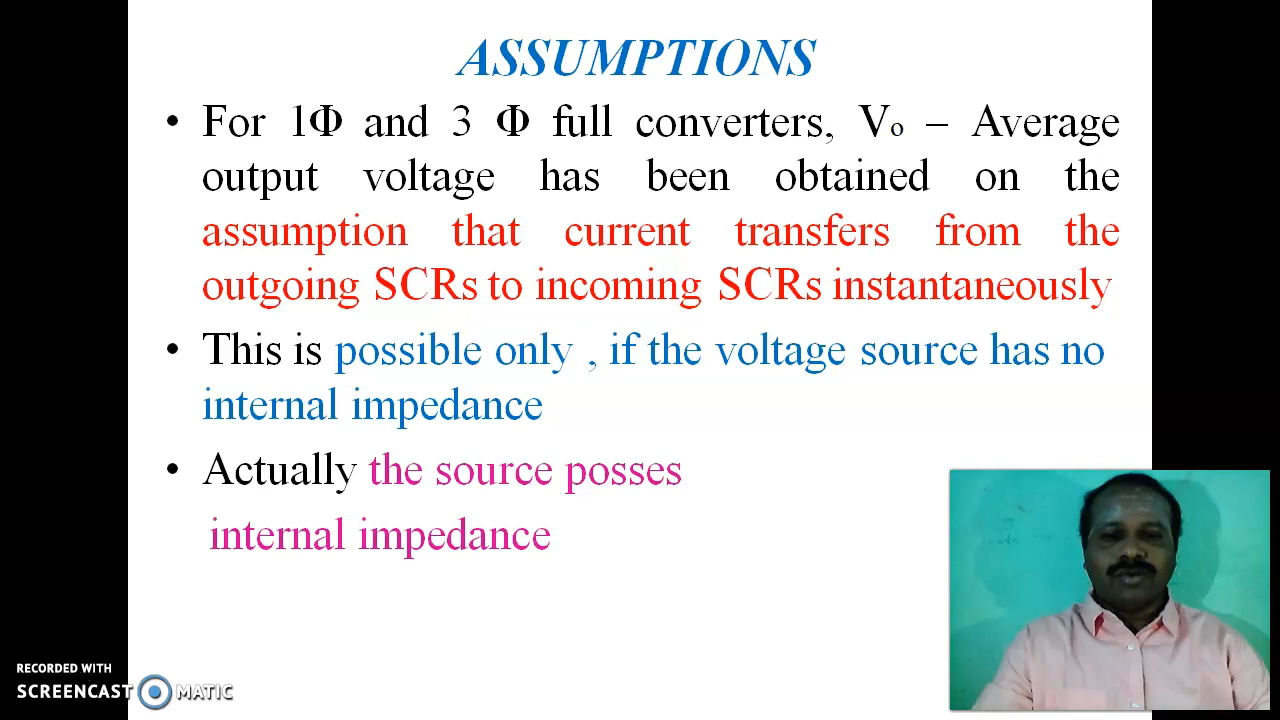 ASSUMPTIONS
• For 1Φ and 3 Φ full converters, Vo – Average
output voltage has been obtained on the
assumption that current transfers from the
outgoing SCRs to incoming SCRs instantaneously
• This is possible only , if the voltage source has no
internal impedance
• Actually the source posses
internal impedance
RECORDED WITH
SCREENCAST MATIC